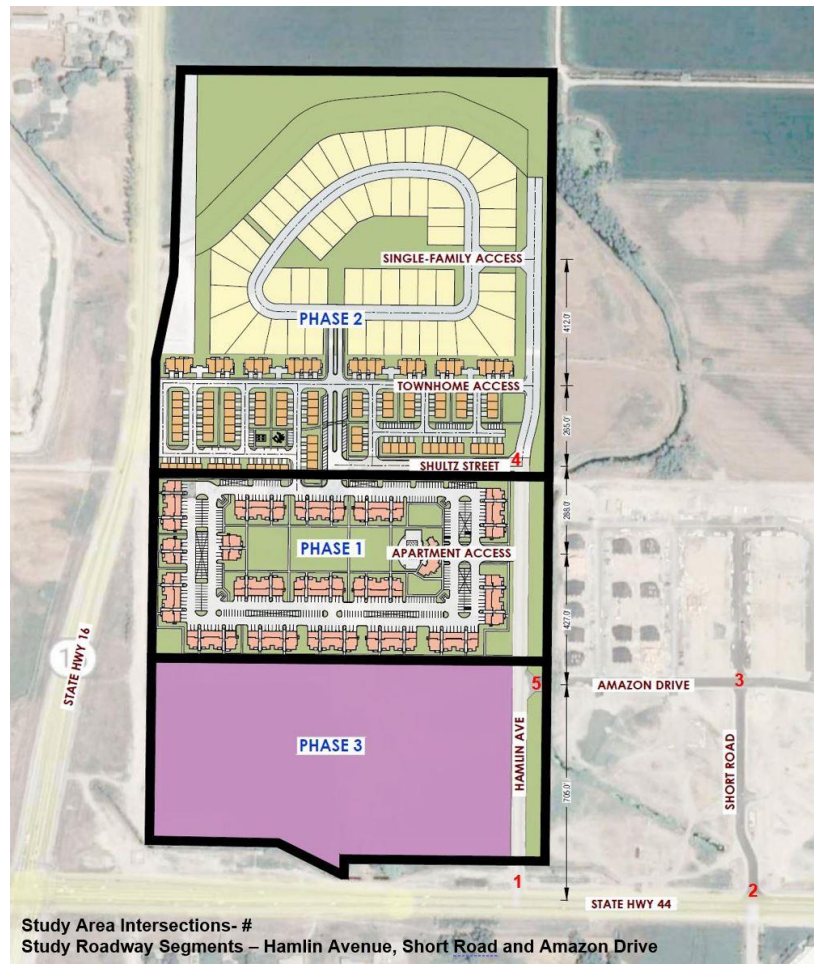 SINGLE-FAMILY ACCESS
412.0'
PHASE 2
TOWNHOME ACCESS
265.0'
SHULTZ STREET
4
288.0'
PHASE 1
APARTMENT ACCESS
427.0'
STATE HWY 16
5
AMAZON DRIVE
3
PHASE 3
HAMLIN AVE
705.0'
SHORT ROAD
1
2
STATE HWY 44
Study Area Intersections- #
Study Roadway Segments – Hamlin Avenue, Short Road and Amazon Drive